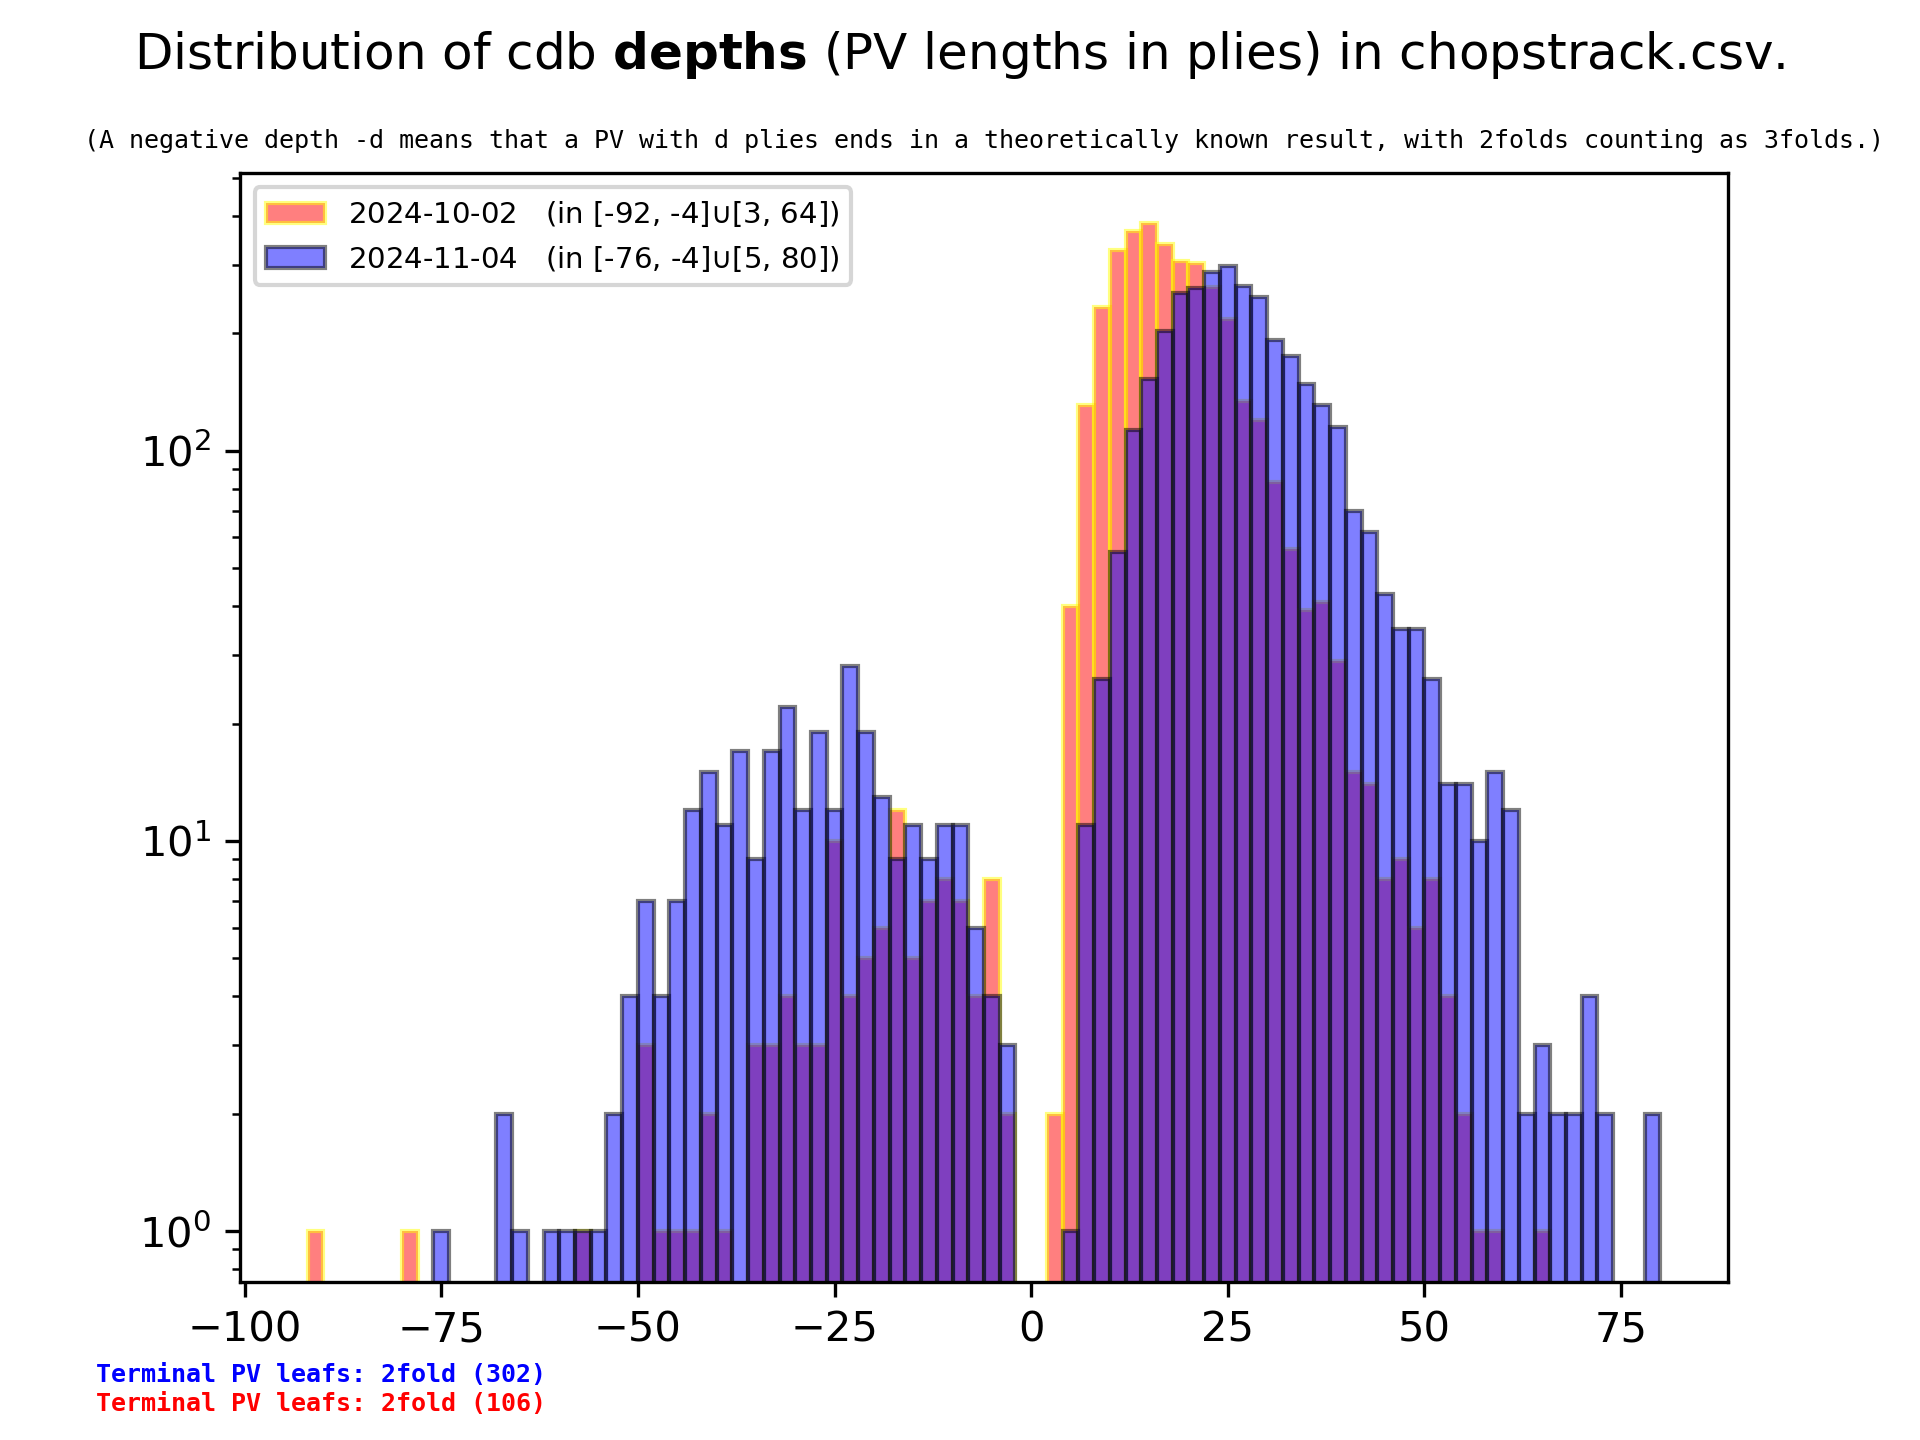 Distribution of cdb depths (PV lengths in plies) in chopstrack.csv.
(A negative depth -d means that a PV with d plies ends in a theoretically known result, with 2folds counting as 3folds.)
2024-10-02 (in [-92, -4]∪[3, 64])
2024-11-04 (in [-76, -4]∪[5, 80])
10²
10¹
10⁰
−100 −75 −50 −25 0 25 50 75
Terminal PV leafs: 2fold (302)
Terminal PV leafs: 2fold (106)